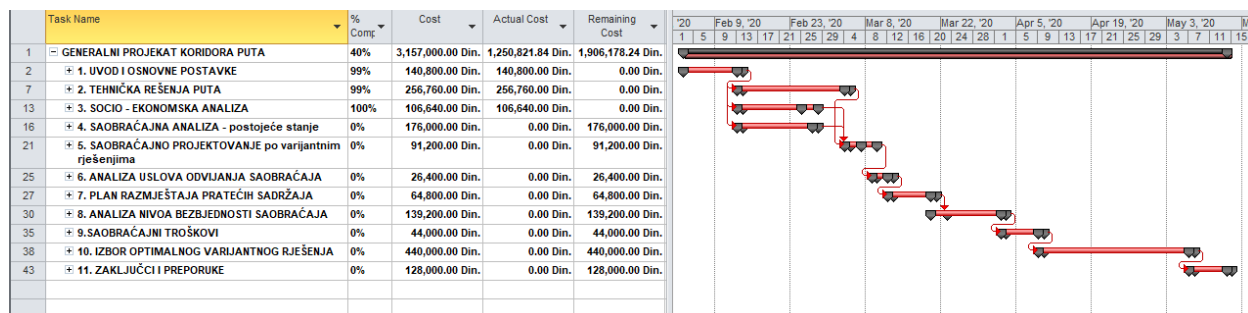 Task Name % Comp Cost Actual Cost Remaining Cost '20 Feb 9, '20 Feb 23, '20 Mar 8, '20 Mar 22, '20 Apr 5, '20 Apr 19, '20 May 3, '20 M
1 5 9 13 17 21 25 29 4 8 12 16 20 24 28 1 5 9 13 17 21 25 29 3 7 11 15
1 GENERALNI PROJEKAT KORIDORA PUTA 40% 3,157,000.00 Din. 1,250,821.84 Din. 1,906,178.24 Din.
2 1. UVOD I OSNOVNE POSTAVKE 99% 140,800.00 Din. 140,800.00 Din. 0.00 Din.
7 2. TEHNIČKA REŠENJA PUTA 99% 256,760.00 Din. 256,760.00 Din. 0.00 Din.
13 3. SOCIO - EKONOMSKA ANALIZA 100% 106,640.00 Din. 106,640.00 Din. 0.00 Din.
16 4. SAOBRAĆAJNA ANALIZA - postojeće stanje 0% 176,000.00 Din. 0.00 Din. 176,000.00 Din.
21 5. SAOBRAĆAJNO PROJEKTOVANJE po varijantnim 0% 91,200.00 Din. 0.00 Din. 91,200.00 Din.
rješenjima
25 6. ANALIZA USLOVA ODVIJANJA SAOBRAĆAJA 0% 26,400.00 Din. 0.00 Din. 26,400.00 Din.
27 7. PLAN RAZMJEŠTAJA PRATEĆIH SADRŽAJA 0% 64,800.00 Din. 0.00 Din. 64,800.00 Din.
30 8. ANALIZA NIVOA BEZBJEDNOSTI SAOBRAĆAJA 0% 139,200.00 Din. 0.00 Din. 139,200.00 Din.
35 9.SAOBRAĆAJNI TROŠKOVI 0% 44,000.00 Din. 0.00 Din. 44,000.00 Din.
38 10. IZBOR OPTIMALNOG VARIJANTNOG RJEŠENJA 0% 440,000.00 Din. 0.00 Din. 440,000.00 Din.
43 11. ZAKLJUČCI I PREPORUKE 0% 128,000.00 Din. 0.00 Din. 128,000.00 Din.